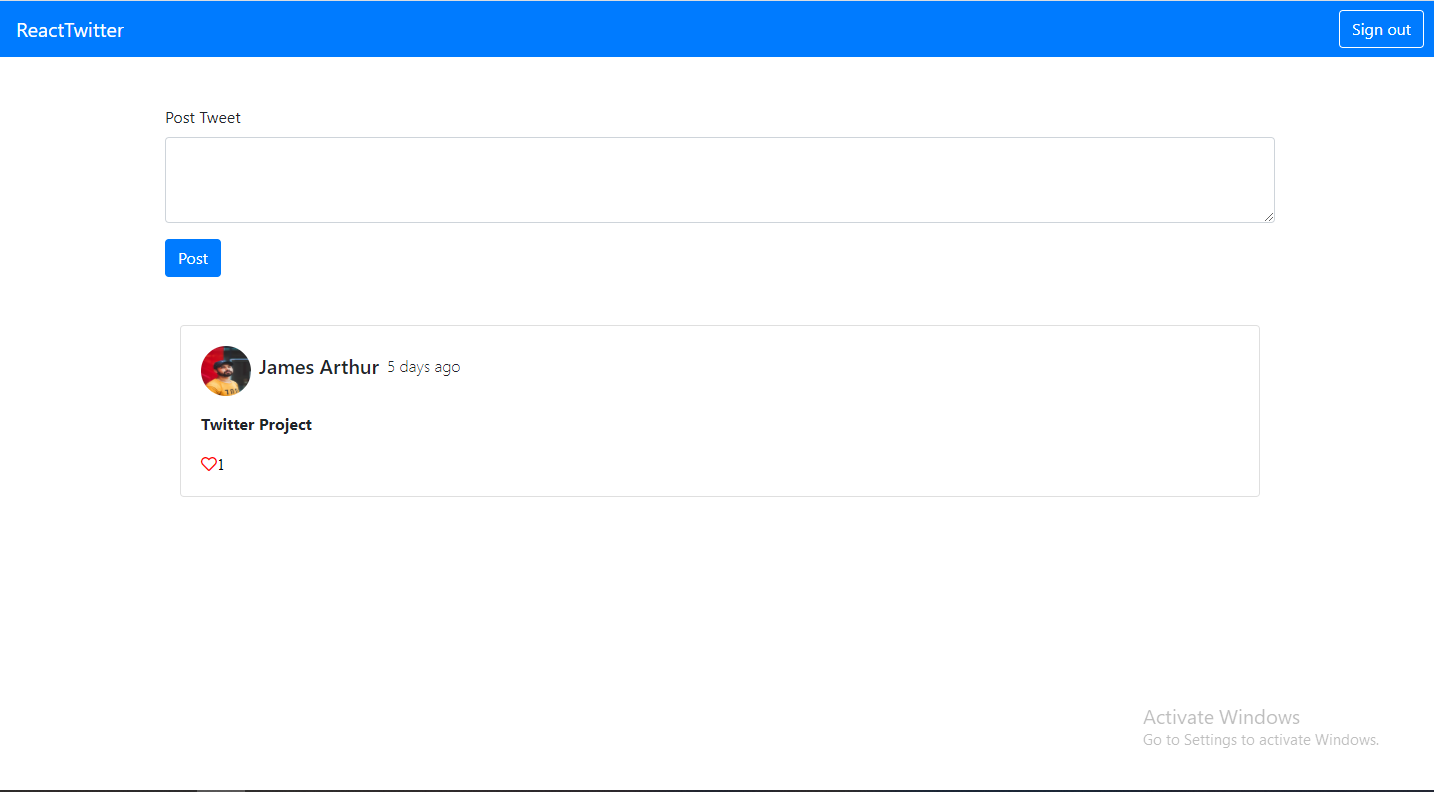 ReactTwitter
Sign out
Post Tweet
Post
James Arthur 5 days ago
Twitter Project
1
Activate Windows
Go to Settings to activate Windows.